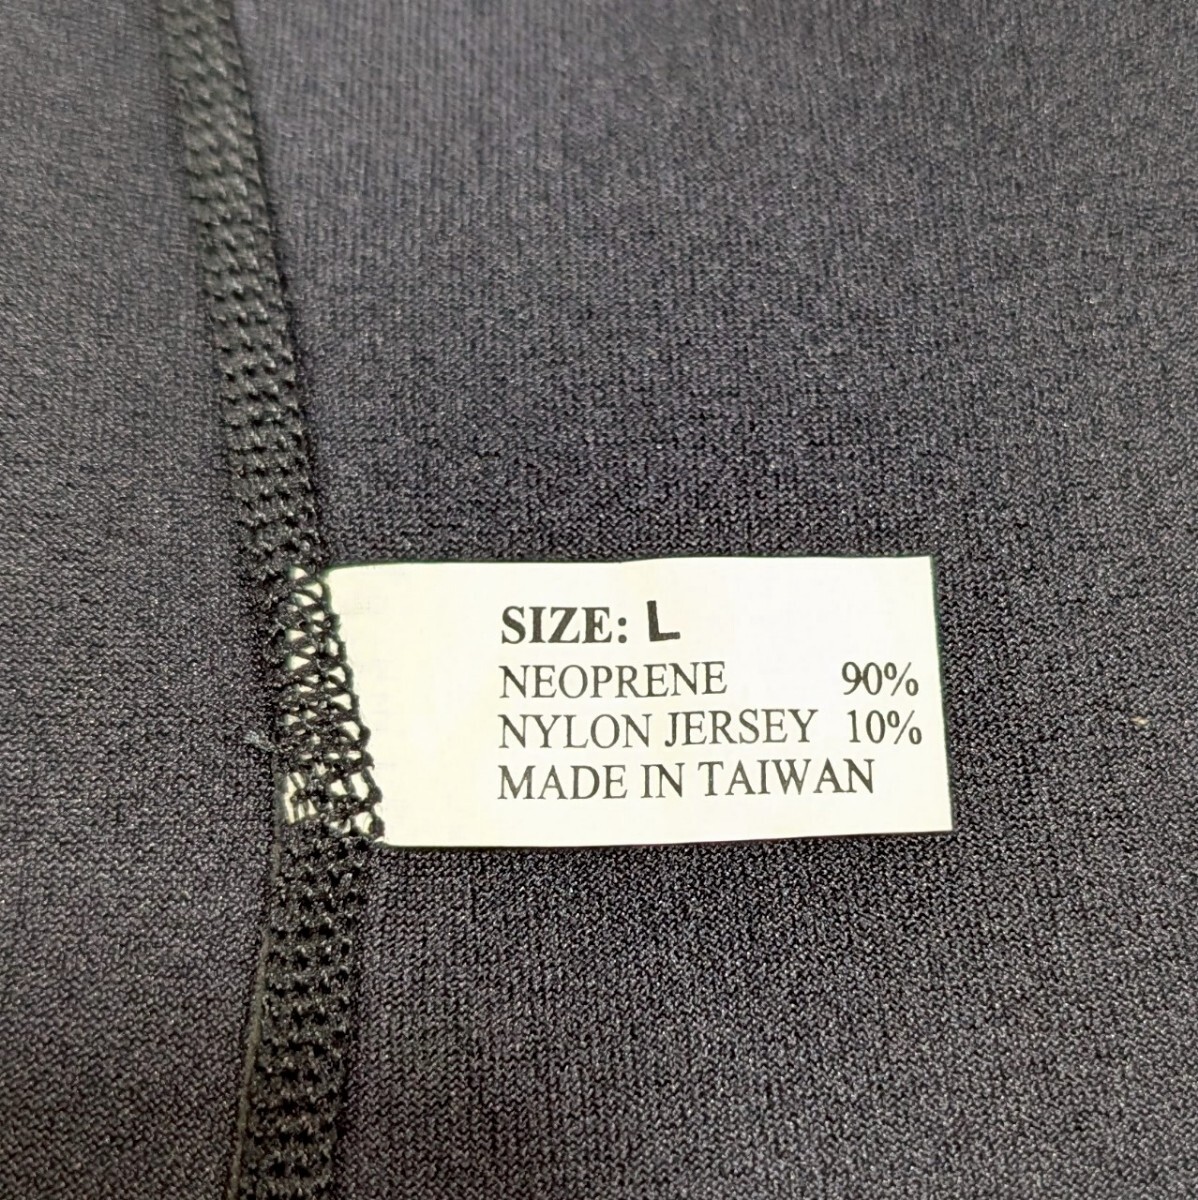 SIZE: L
NEOPRENE 90%
NYLON JERSEY 10%
MADE IN TAIWAN